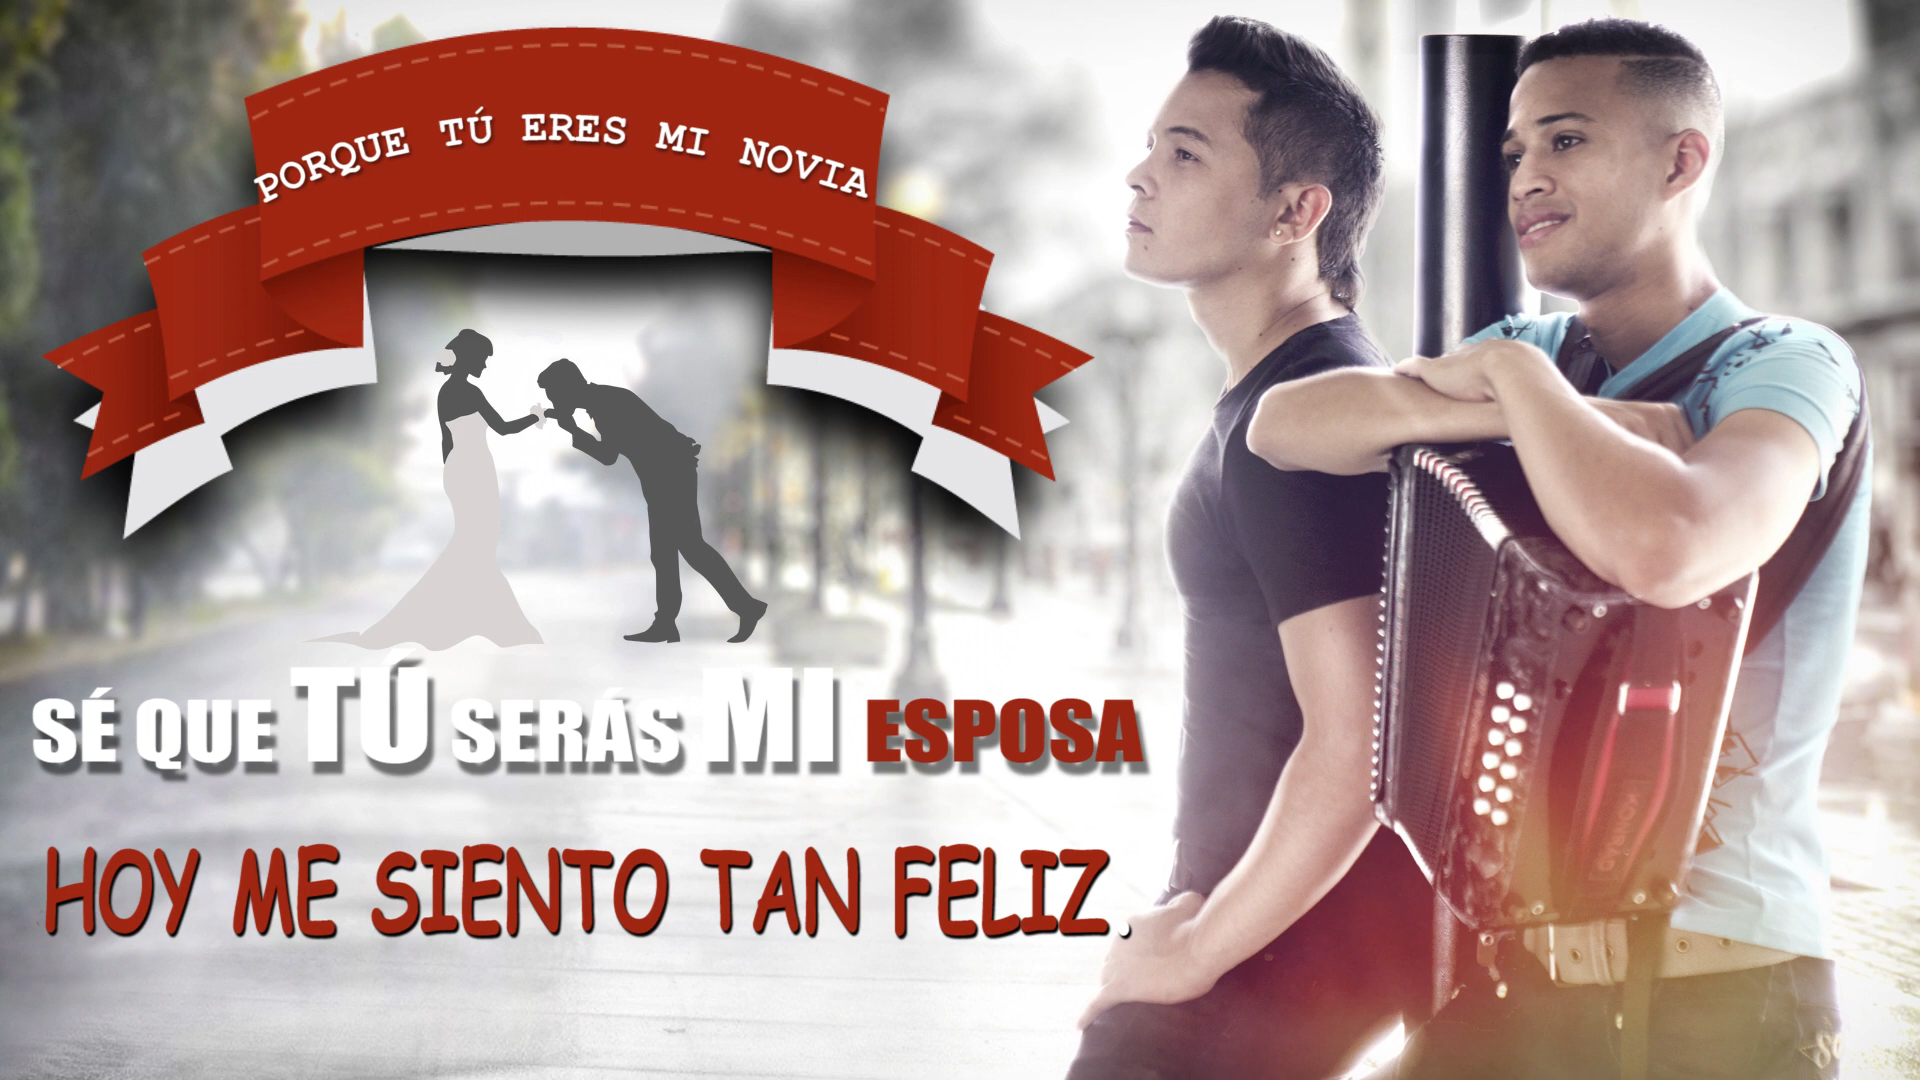 PORQUE TÚ ERES MI NOVIA
SÉ QUE TÚ SERÁS MI ESPOSA
HOY ME SIENTO TAN FELIZ.